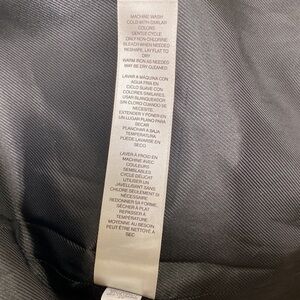 MACHINE WASH
COLD WITH SIMILAR
COLORS
GENTLE CYCLE
ONLY NON-CHLORINE
BLEACH WHEN NEEDED
RESHAPE, LAY FLAT TO
DRY
WARM IRON AS NEEDED
MAY BE DRY CLEANED
LAVAR A MAQUINA CON
AGUA FRIA EN
CICLO SUAVE CON
COLORES SIMILARES.
USAR BLANQUEADOR
SIN CLORO CUANDO SE
NECESITE.
EXTENDER Y PONER EN
UN LUGAR PLANO PARA
SECAR
PLANCHAR A BAJA
TEMPERATURA
PUEDE LAVARSE EN
SECO
LAVER À FROID EN
MACHINE AVEC
COULEURS
SEMBLABLES
CYCLE DÉLICAT
UTILISER UN
JAVELLISANT SANS
CHLORE SEULEMENT SI
NÉCESSAIRE
REDONNER SA FORME,
SÉCHER À PLAT
REPASSER À
TEMPÉRATURE
MOYENNE AU BESOIN
PEUT ÊTRE NETTOYÉ À
SEC